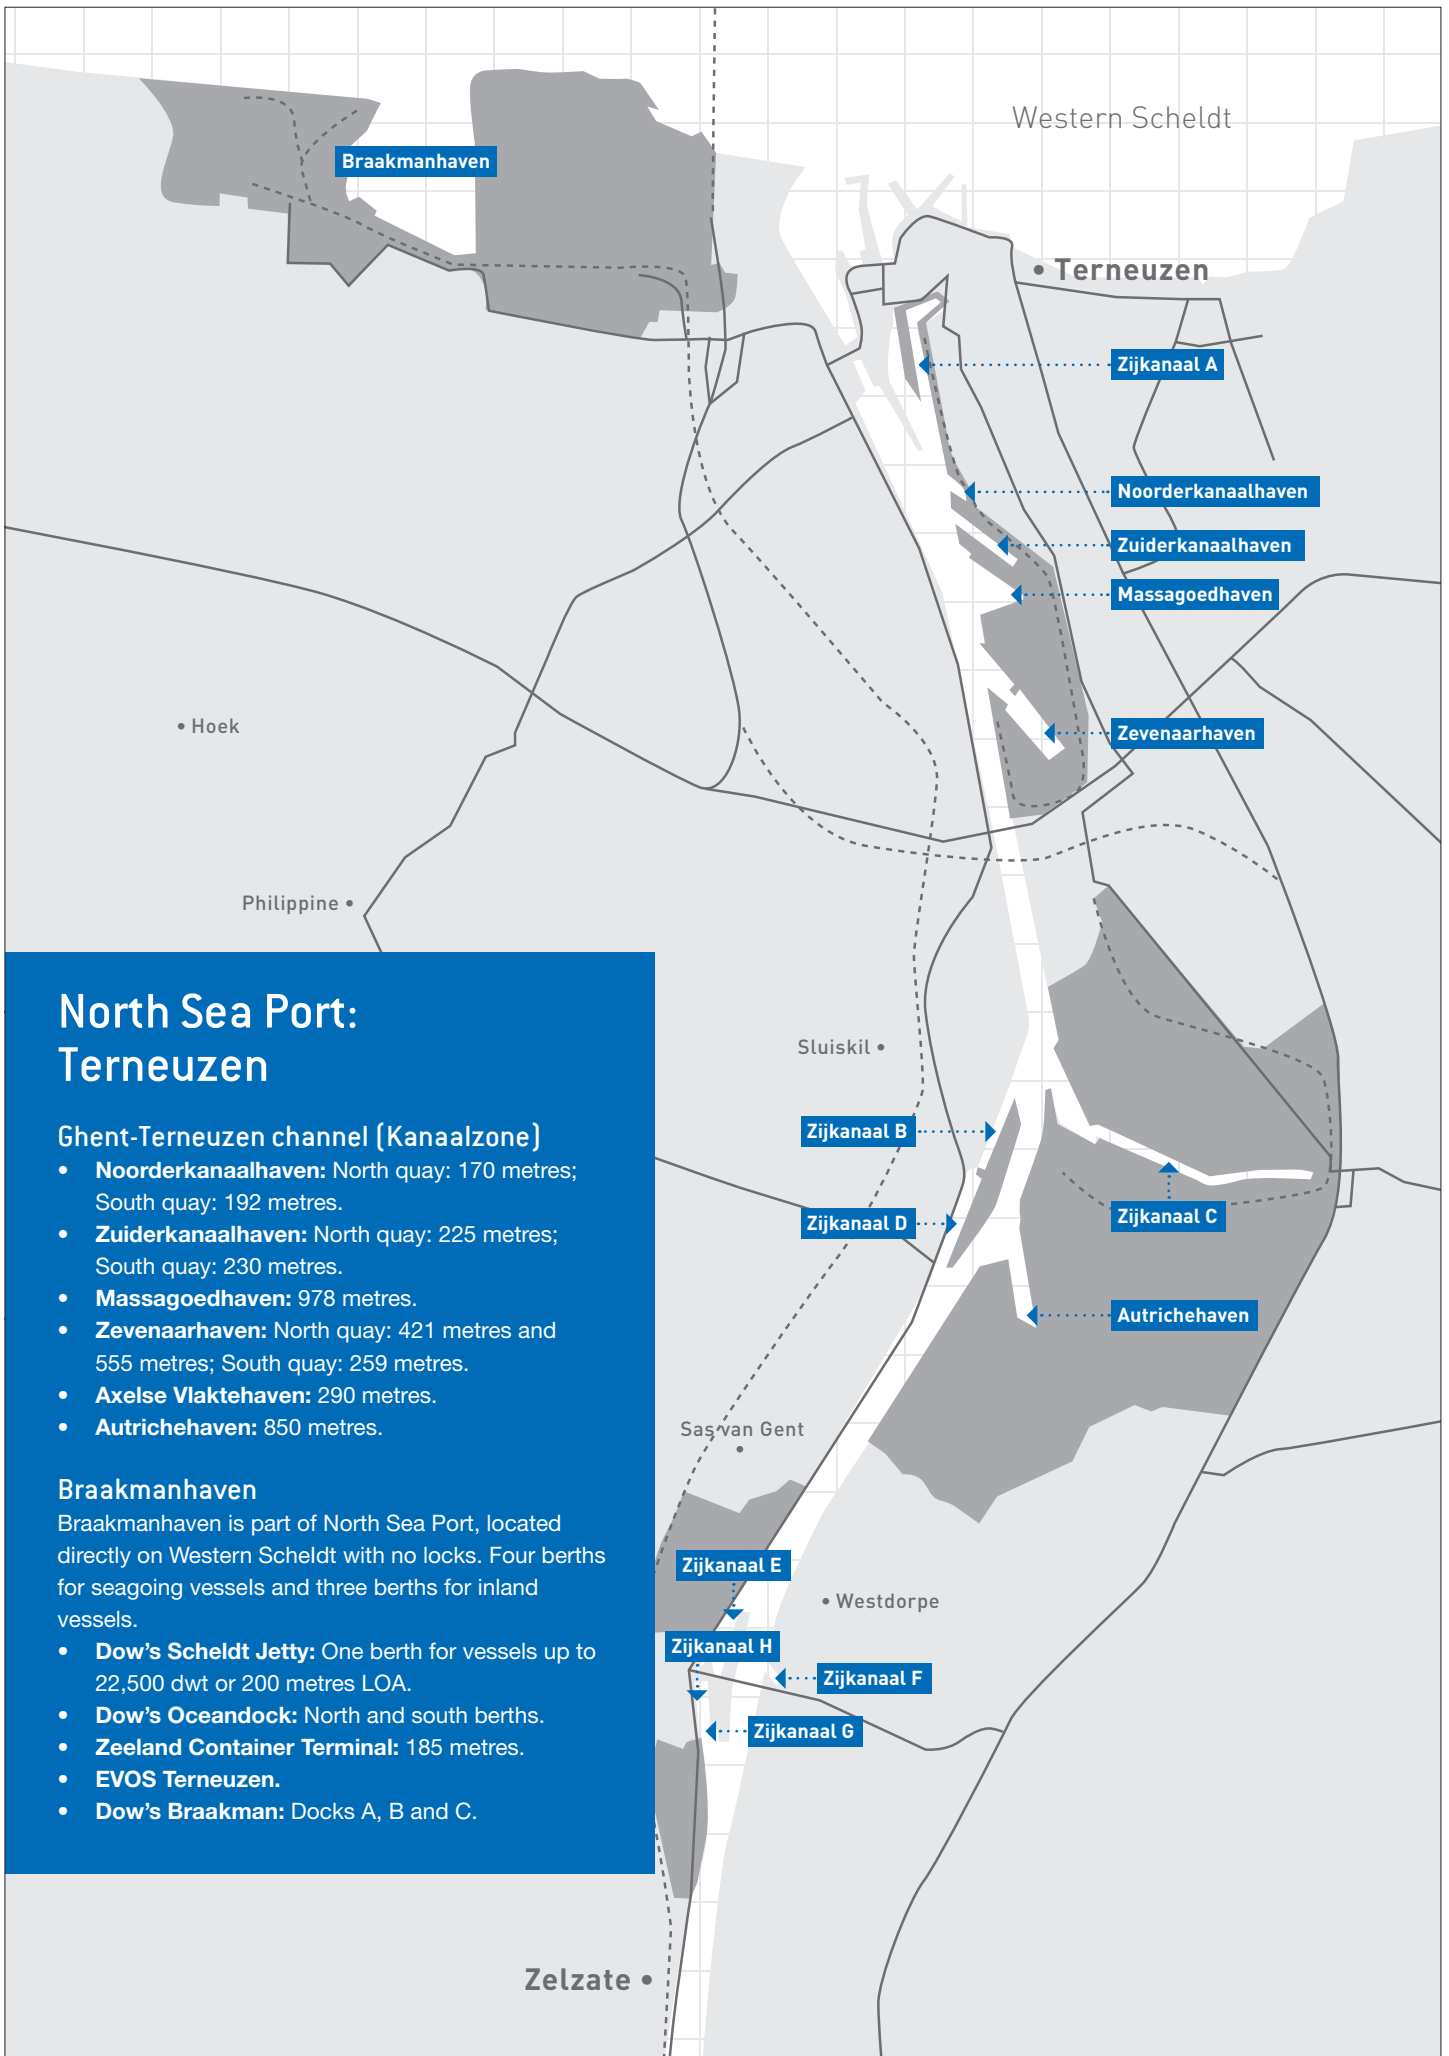 Western Scheldt
Braakmanhaven
• Terneuzen
Zijkanaal A
Noorderkanaalhaven
Zuiderkanaalhaven
Massagoedhaven
• Hoek
Zevenaarhaven
Philippine •
North Sea Port:
Terneuzen
Ghent-Terneuzen channel (Kanaalzone)
• Noorderkanaalhaven: North quay: 170 metres;
South quay: 192 metres.
• Zuiderkanaalhaven: North quay: 225 metres;
South quay: 230 metres.
• Massagoedhaven: 978 metres.
• Zevenaarhaven: North quay: 421 metres and
555 metres; South quay: 259 metres.
• Axelse Vlaktehaven: 290 metres.
• Autrichehaven: 850 metres.
Braakmanhaven
Braakmanhaven is part of North Sea Port, located
directly on Western Scheldt with no locks. Four berths
for seagoing vessels and three berths for inland
vessels.
• Dow’s Scheldt Jetty: One berth for vessels up to
22,500 dwt or 200 metres LOA.
• Dow’s Oceandock: North and south berths.
• Zeeland Container Terminal: 185 metres.
• EVOS Terneuzen.
• Dow’s Braakman: Docks A, B and C.
Sluiskil •
Zijkanaal B
Zijkanaal D
Zijkanaal C
Autrichehaven
Sas van Gent
•
Zijkanaal E
• Westdorpe
Zijkanaal H
Zijkanaal F
Zijkanaal G
Zelzate •